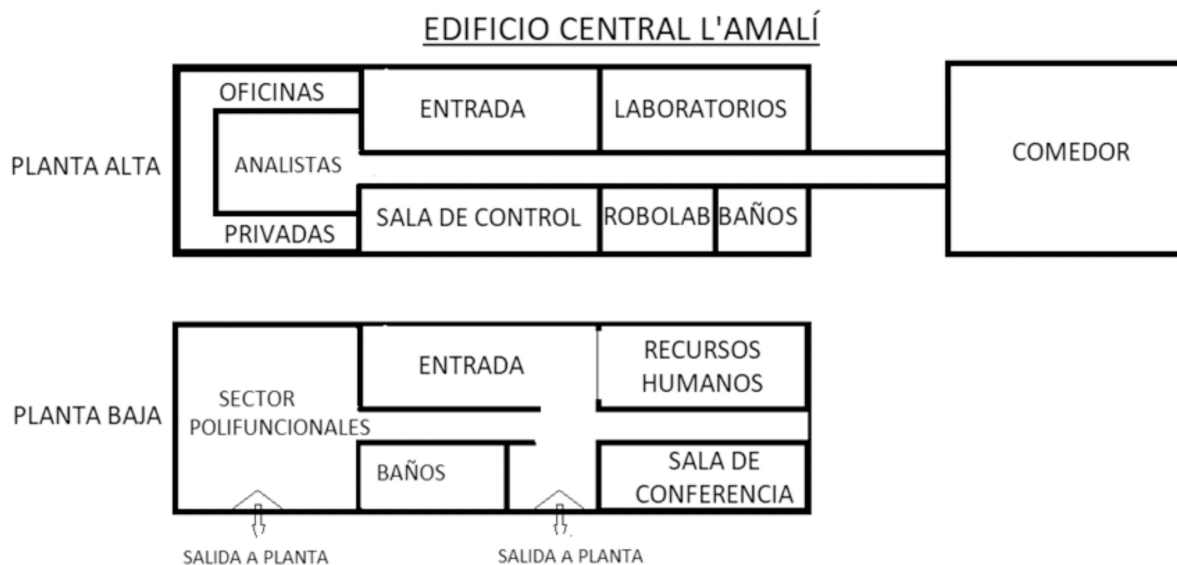 EDIFICIO CENTRAL L'AMALÍ
PLANTA ALTA
OFICINAS
ANALISTAS
PRIVADAS
ENTRADA
LABORATORIOS
SALA DE CONTROL
ROBOLAB
BAÑOS
COMEDOR
PLANTA BAJA
SECTOR
POLIFUNCIONALES
ENTRADA
RECURSOS
HUMANOS
BAÑOS
SALA DE
CONFERENCIA
SALIDA A PLANTA
SALIDA A PLANTA